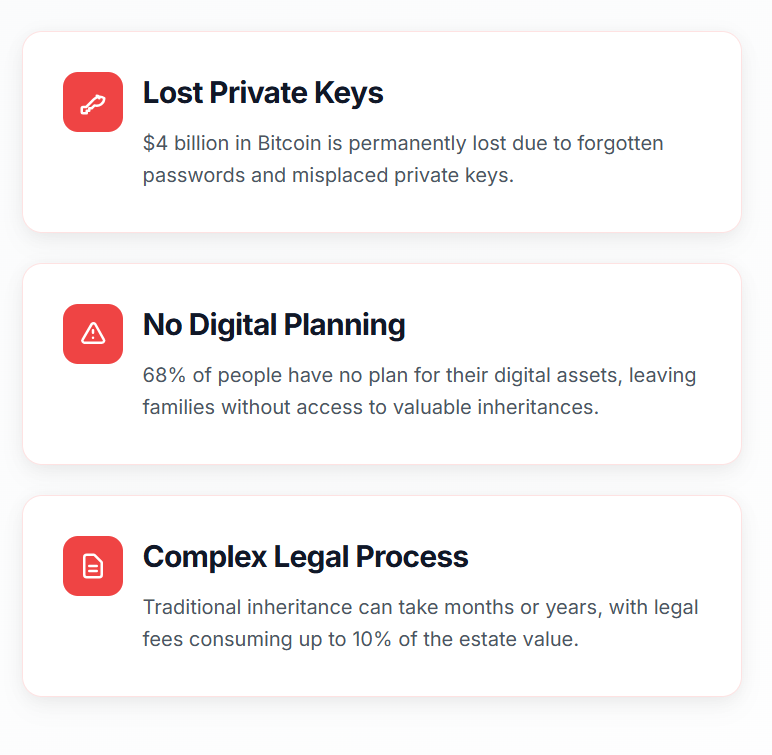 Lost Private Keys
$4 billion in Bitcoin is permanently lost due to forgotten
passwords and misplaced private keys.
No Digital Planning
68% of people have no plan for their digital assets, leaving
families without access to valuable inheritances.
Complex Legal Process
Traditional inheritance can take months or years, with legal
fees consuming up to 10% of the estate value.